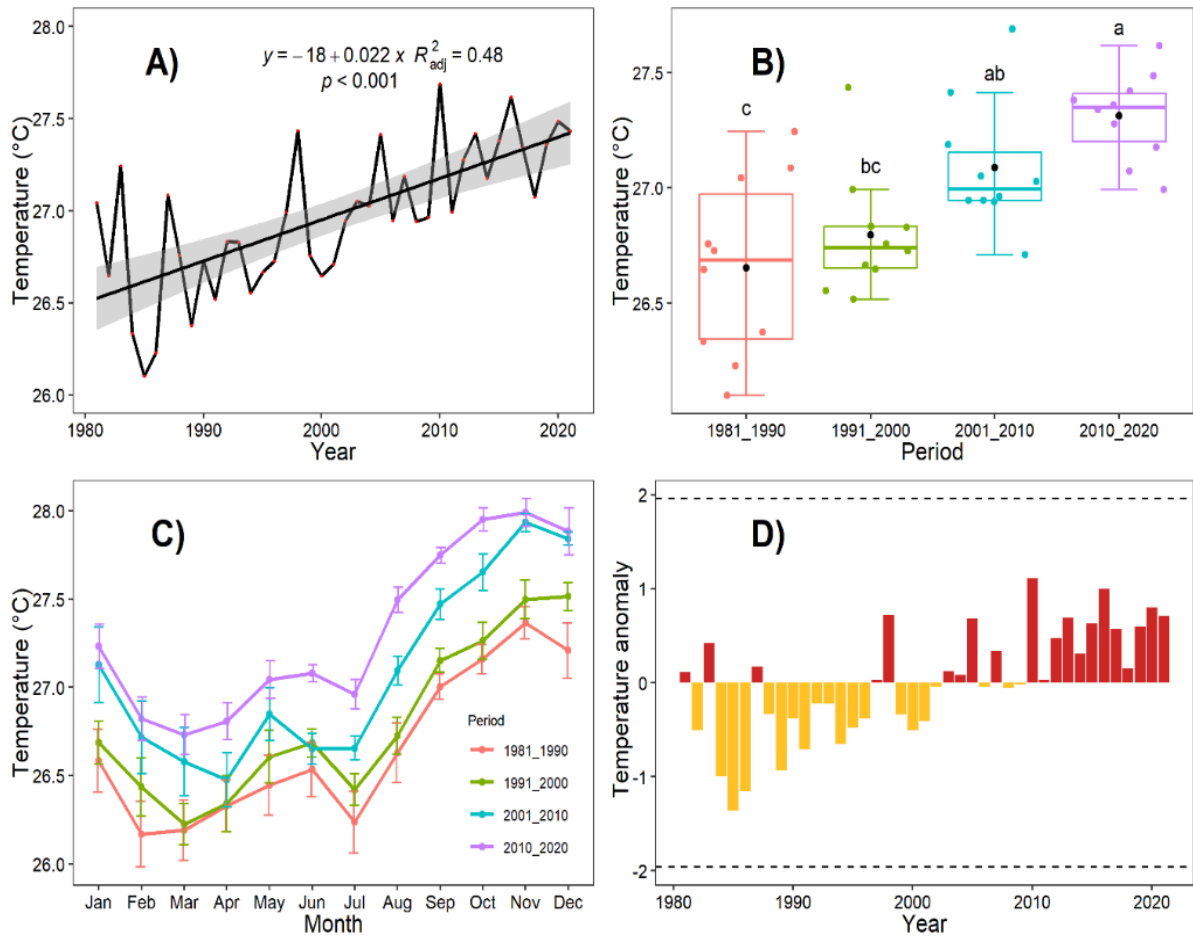 A)
y = −18 + 0.022 x R²adj = 0.48
p < 0.001
Temperature (°C)
28.0
27.5
27.0
26.5
26.0
1980
1990
2000
2010
2020
Year
B)
c
bc
ab
a
Temperature (°C)
27.5
27.0
26.5
1981_1990
1991_2000
2001_2010
2010_2020
Period
C)
Temperature (°C)
28.0
27.5
27.0
26.5
26.0
Period
1981_1990
1991_2000
2001_2010
2010_2020
Jan Feb Mar Apr May Jun Jul Aug Sep Oct Nov Dec
Month
D)
Temperature anomaly
2
1
0
-1
-2
1980
1990
2000
2010
2020
Year